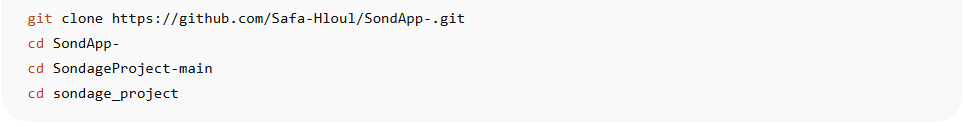 git clone https://github.com/Safa-Hloul/SondApp-.git
cd SondApp-
cd SondageProject-main
cd sondage_project